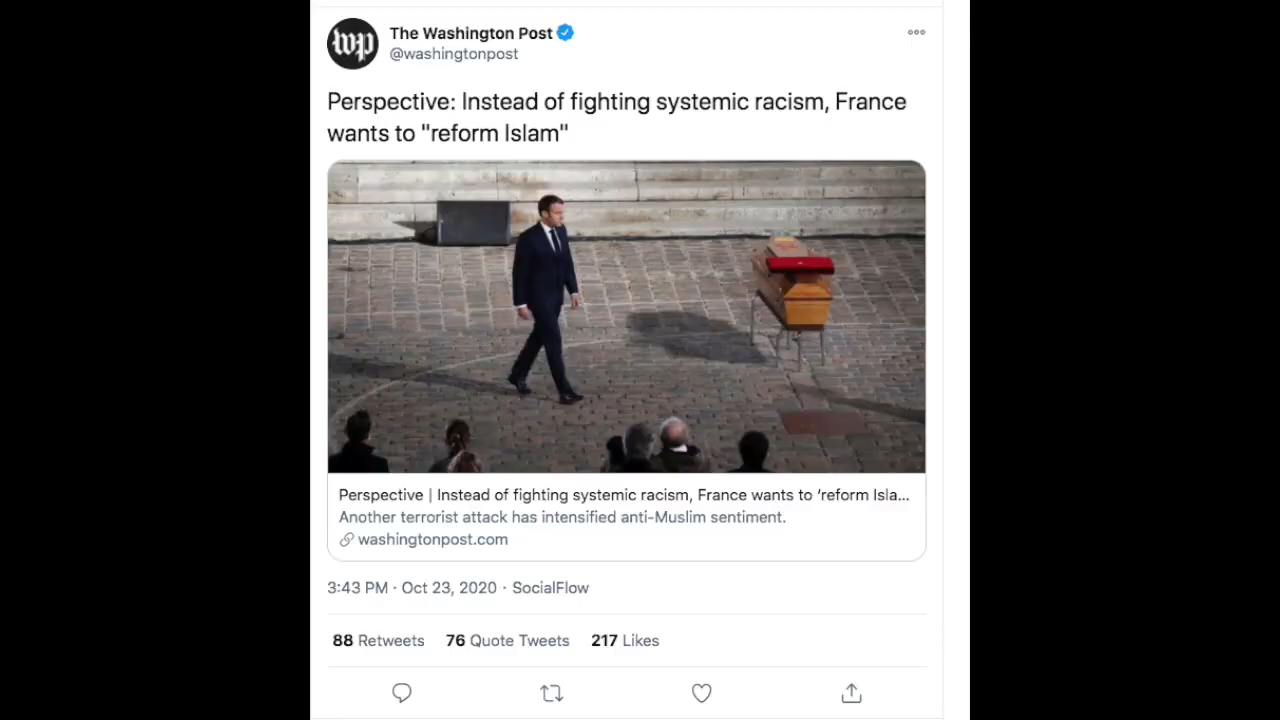 wp
The Washington Post
@washingtonpost
Perspective: Instead of fighting systemic racism, France
wants to "reform Islam"
Perspective | Instead of fighting systemic racism, France wants to ‘reform Isla...
Another terrorist attack has intensified anti-Muslim sentiment.
washingtonpost.com
3:43 PM · Oct 23, 2020 · SocialFlow
88 Retweets 76 Quote Tweets 217 Likes